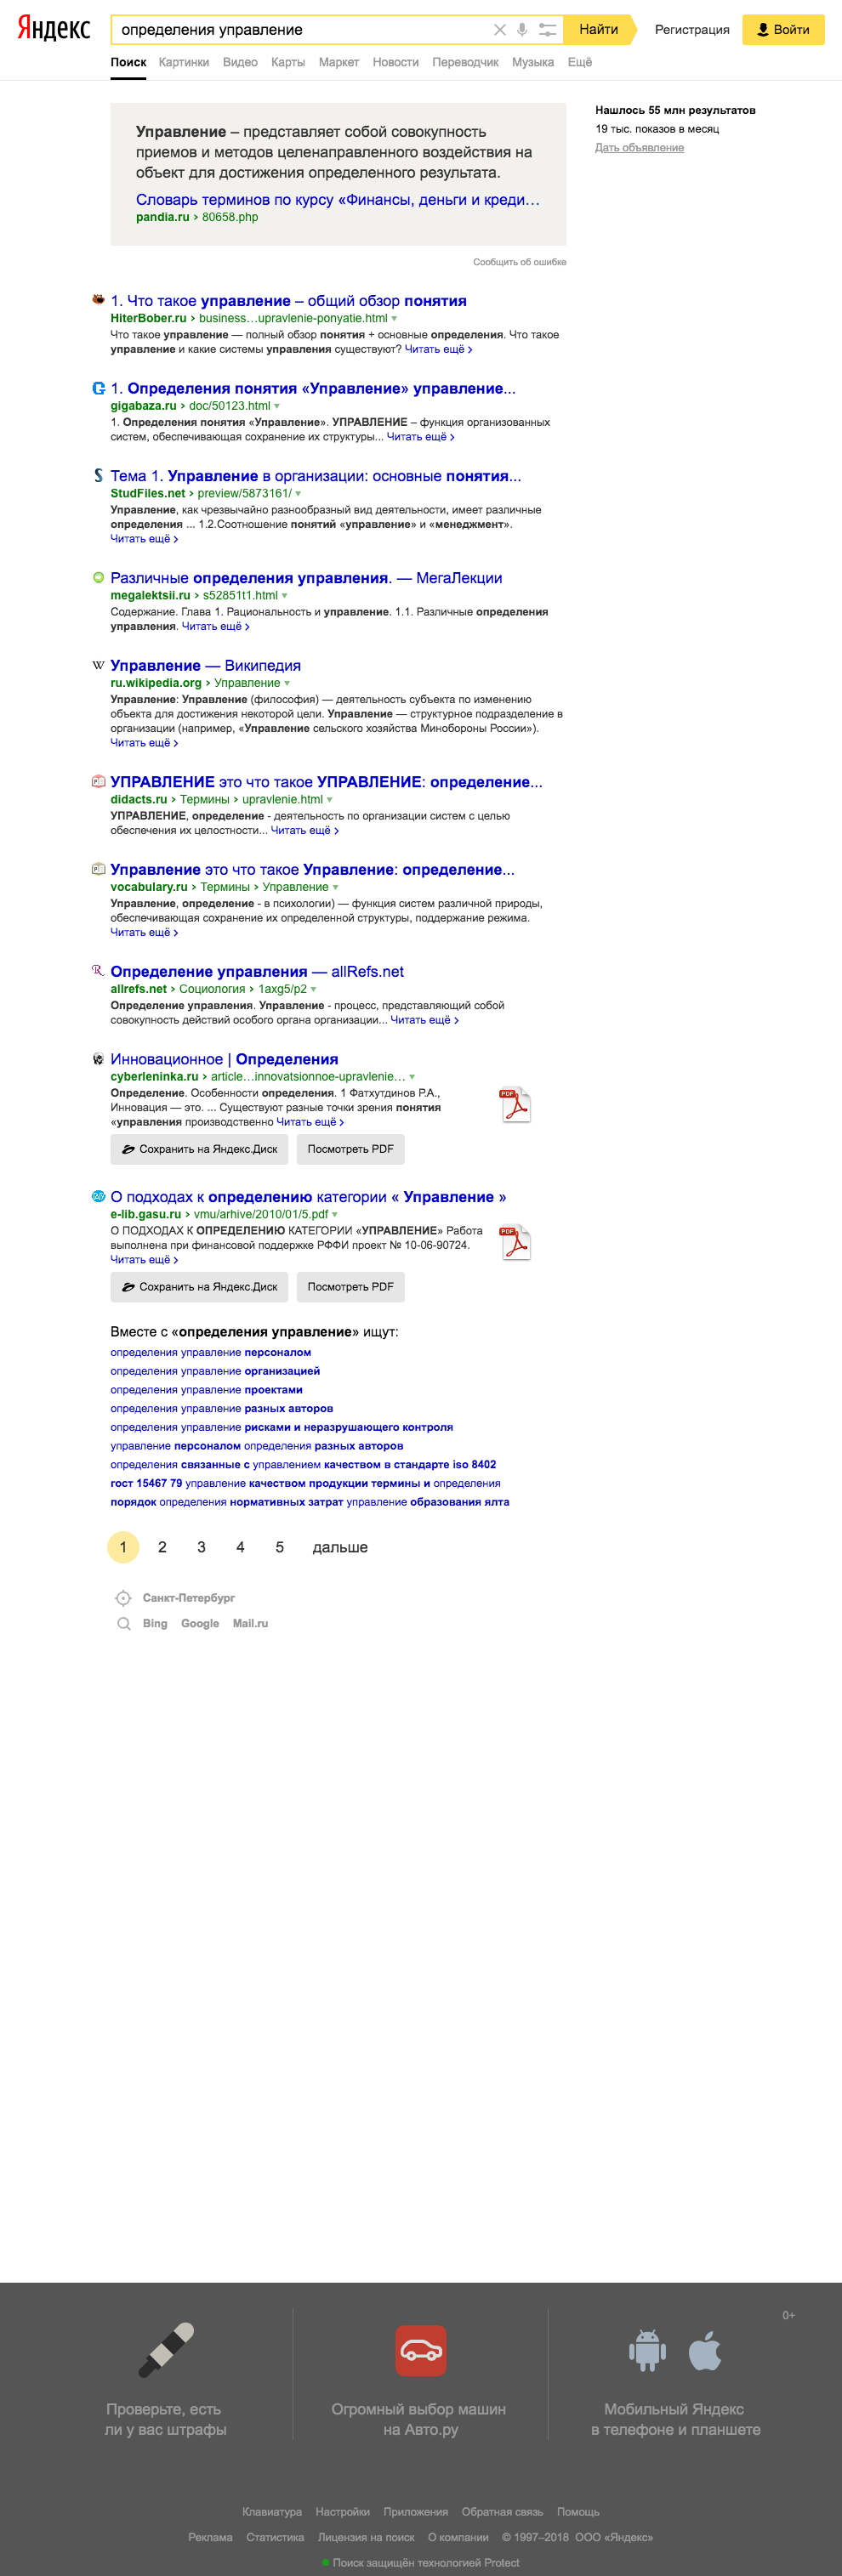 Яндекс
определения управление
Найти
Регистрация
Войти
Поиск Картинки Видео Карты Маркет Новости Переводчик Музыка Ещё
Управление – представляет собой совокупность
приемов и методов целенаправленного воздействия на
объект для достижения определенного результата.
Словарь терминов по курсу «Финансы, деньги и креди…
pandia.ru › 80658.php
Сообщить об ошибке
Нашлось 55 млн результатов
19 тыс. показов в месяц
Дать объявление
1. Что такое управление – общий обзор понятия
HiterBober.ru › business…upravlenie-ponyatie.html
Что такое управление — полный обзор понятия + основные определения. Что такое
управление и какие системы управления существуют? Читать ещё ›
1. Определения понятия «Управление» управление...
gigabaza.ru › doc/50123.html
1. Определения понятия «Управление». УПРАВЛЕНИЕ – функция организованных
систем, обеспечивающая сохранение их структуры... Читать ещё ›
Тема 1. Управление в организации: основные понятия...
StudFiles.net › preview/5873161/
Управление, как чрезвычайно разнообразный вид деятельности, имеет различные
определения ... 1.2.Соотношение понятий «управление» и «менеджмент».
Читать ещё ›
Различные определения управления. — МегаЛекции
megalektsii.ru › s52851t1.html
Содержание. Глава 1. Рациональность и управление. 1.1. Различные определения
управления. Читать ещё ›
W
Управление — Википедия
ru.wikipedia.org › Управление
Управление: Управление (философия) — деятельность субъекта по изменению
объекта для достижения некоторой цели. Управление — структурное подразделение в
организации (например, «Управление сельского хозяйства Минобороны России»).
Читать ещё ›
УПРАВЛЕНИЕ это что такое УПРАВЛЕНИЕ: определение...
didacts.ru › Термины › upravlenie.html
УПРАВЛЕНИЕ, определение - деятельность по организации систем с целью
обеспечения их целостности... Читать ещё ›
Управление это что такое Управление: определение...
vocabulary.ru › Термины › Управление
Управление, определение - в психологии) — функция систем различной природы,
обеспечивающая сохранение их определенной структуры, поддержание режима.
Читать ещё ›
Определение управления — allRefs.net
allrefs.net › Социология › 1axg5/p2
Определение управления. Управление - процесс, представляющий собой
совокупность действий особого органа организации... Читать ещё ›
Инновационное | Определения
cyberleninka.ru › article…innovatsionnoe-upravlenie…
Определение. Особенности определения. 1 Фатхутдинов Р.А.,
Инновация — это. ... Существуют разные точки зрения понятия
«управления производственно Читать ещё ›
PDF
Сохранить на Яндекс.Диск
Посмотреть PDF
О подходах к определению категории « Управление »
e-lib.gasu.ru › vmu/arhive/2010/01/5.pdf
О ПОДХОДАХ К ОПРЕДЕЛЕНИЮ КАТЕГОРИИ «УПРАВЛЕНИЕ» Работа
выполнена при финансовой поддержке РФФИ проект № 10-06-90724.
Читать ещё ›
PDF
Сохранить на Яндекс.Диск
Посмотреть PDF
Вместе с «определения управление» ищут:
определения управление персоналом
определения управление организацией
определения управление проектами
определения управление разных авторов
определения управление рисками и неразрушающего контроля
управление персоналом определения разных авторов
определения связанные с управлением качеством в стандарте iso 8402
гост 15467 79 управление качеством продукции термины и определения
порядок определения нормативных затрат управление образования ялта
1 2 3 4 5 дальше
Санкт-Петербург
Bing Google Mail.ru
0+
Проверьте, есть
ли у вас штрафы
Огромный выбор машин
на Авто.ру
Мобильный Яндекс
в телефоне и планшете
Клавиатура Настройки Приложения Обратная связь Помощь
Реклама Статистика Лицензия на поиск О компании © 1997–2018 ООО «Яндекс»
Поиск защищён технологией Protect